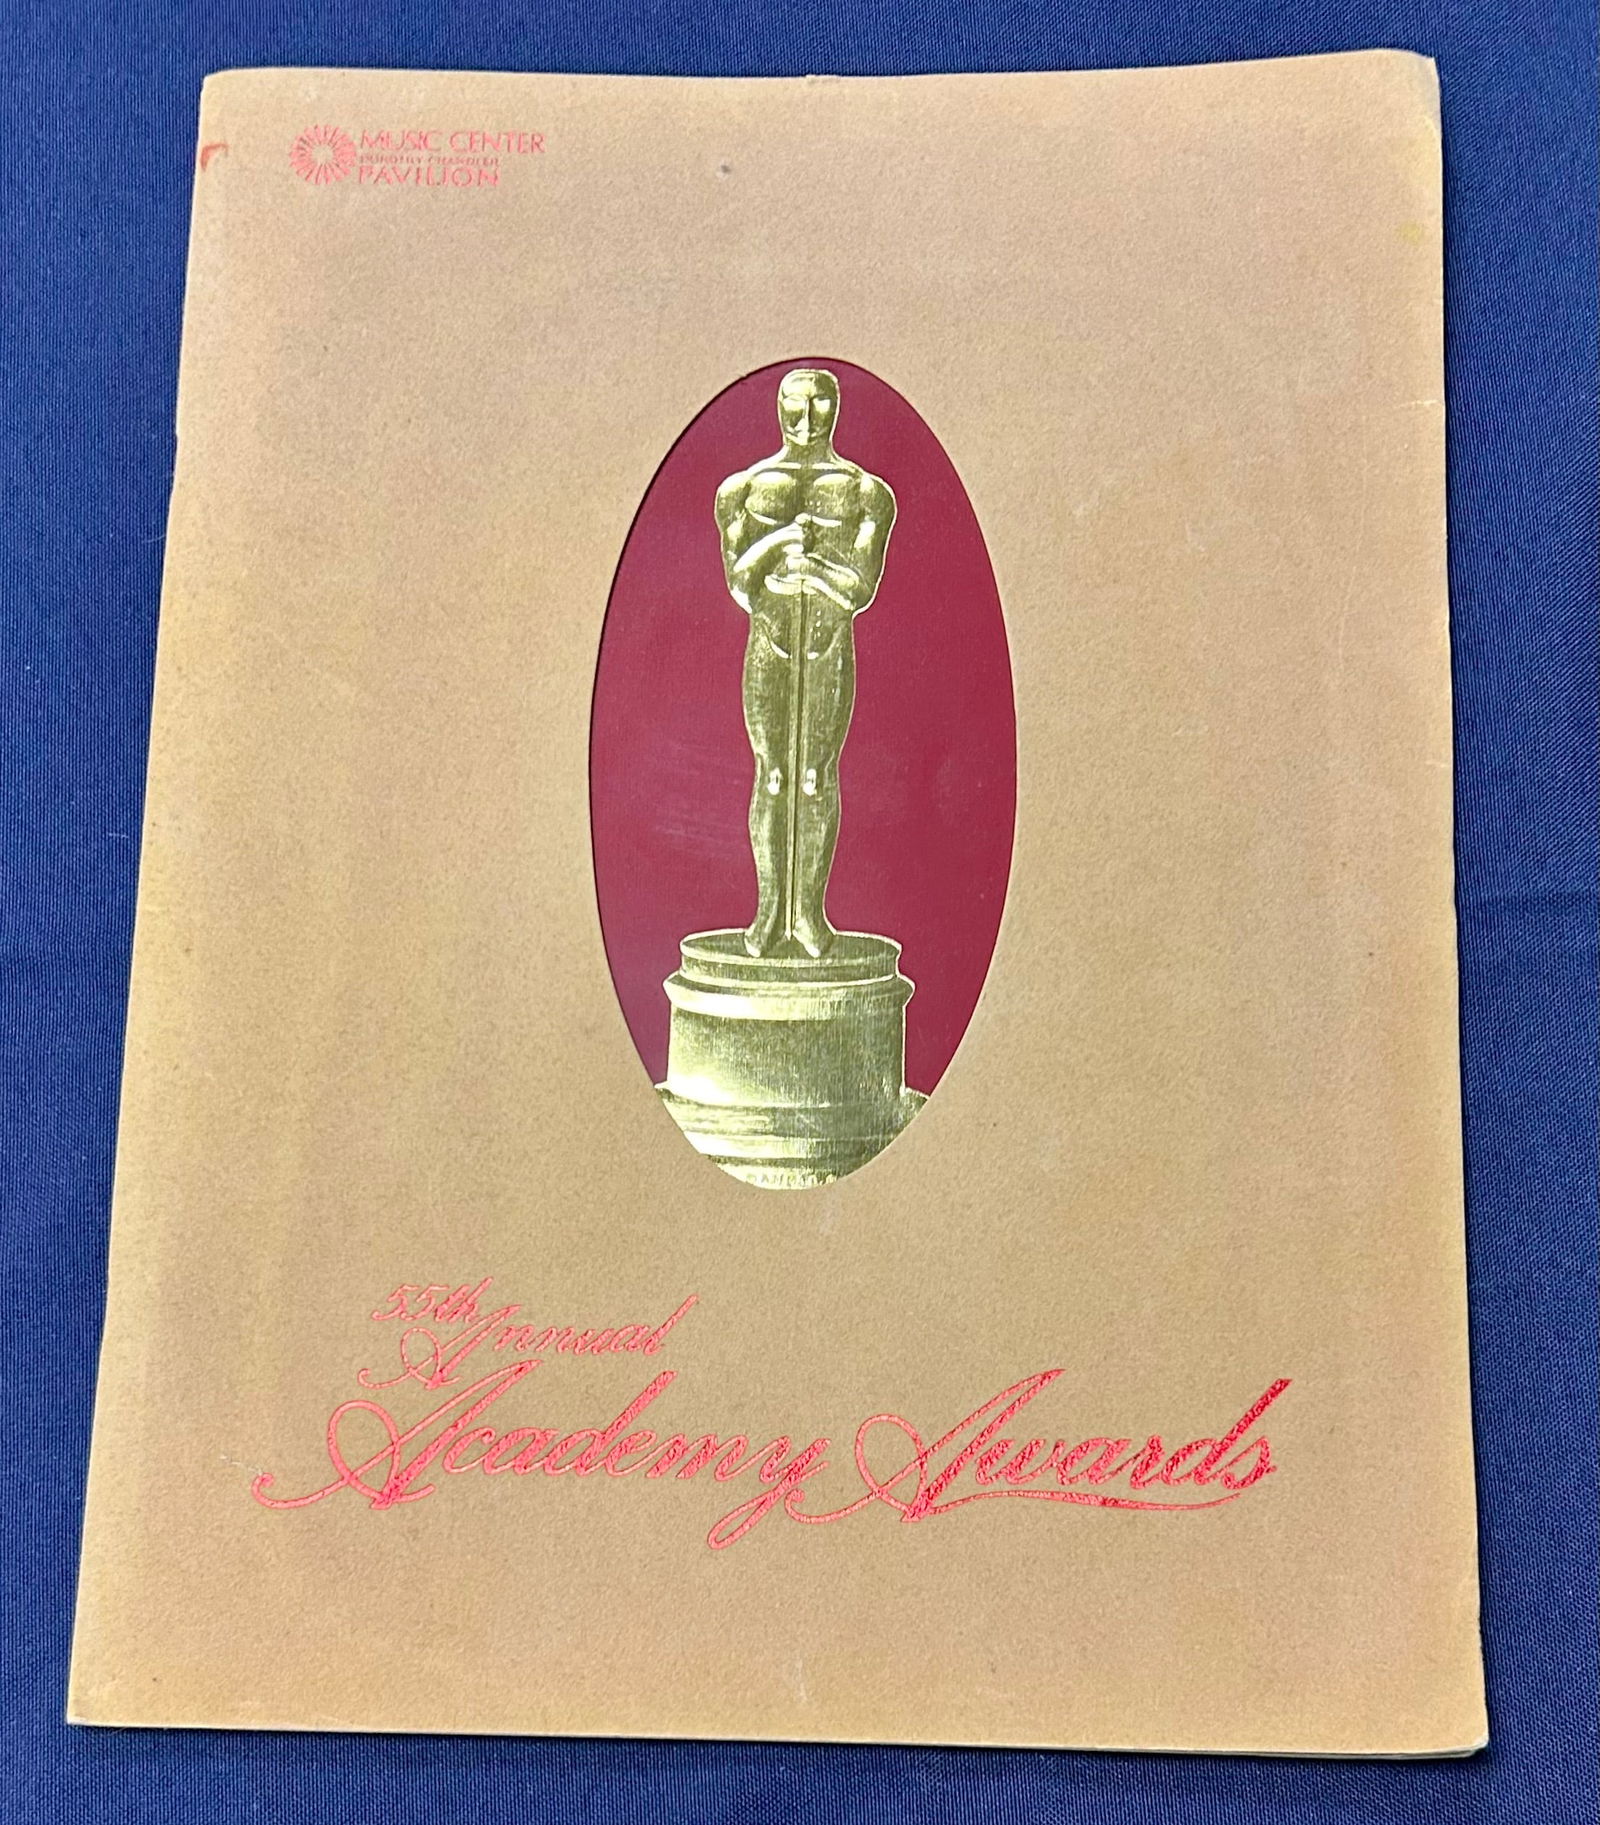 MUSIC CENTER
DOROTHY CHANDLER
PAVILION
55th
Annual
Academy Awards